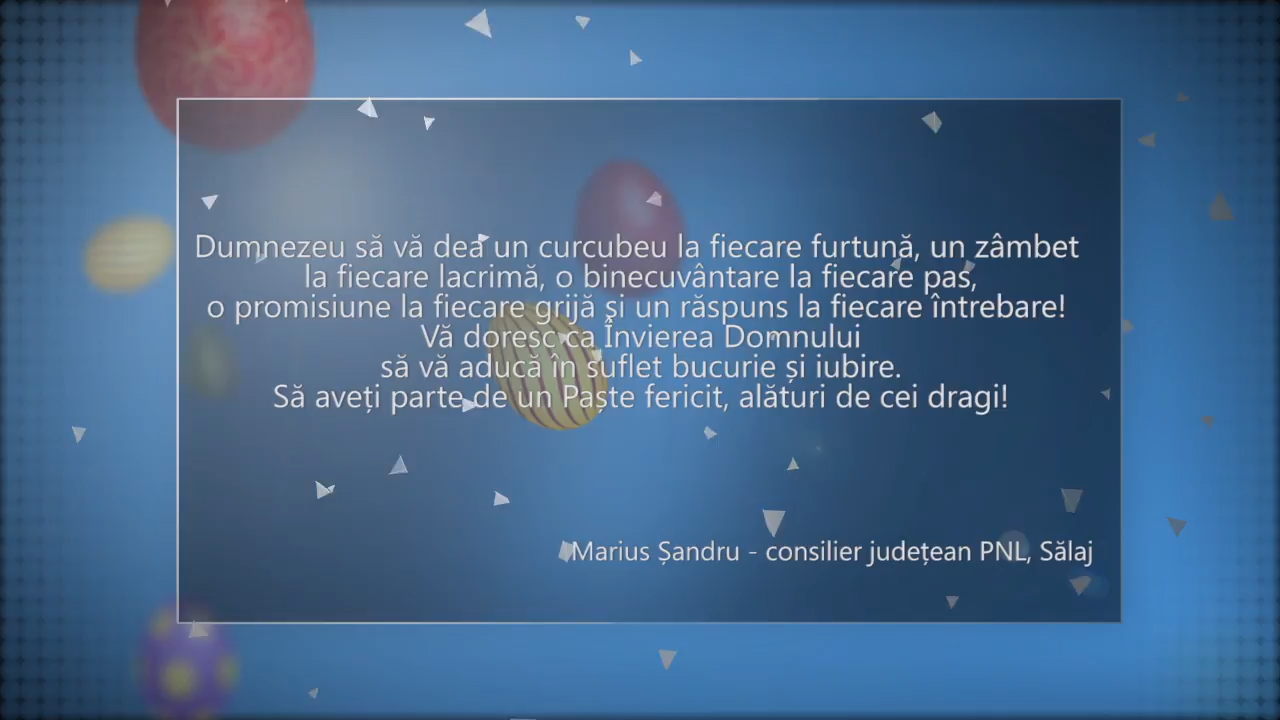 Dumnezeu să vă dea un curcubeu la fiecare furtună, un zâmbet
la fiecare lacrimă, o binecuvântare la fiecare pas,
o promisiune la fiecare grijă și un răspuns la fiecare întrebare!
Vă doresc ca Învierea Domnului
să vă aducă în suflet bucurie și iubire.
Să aveți parte de un Paște fericit, alături de cei dragi!
Marius Șandru - consilier județean PNL, Sălaj